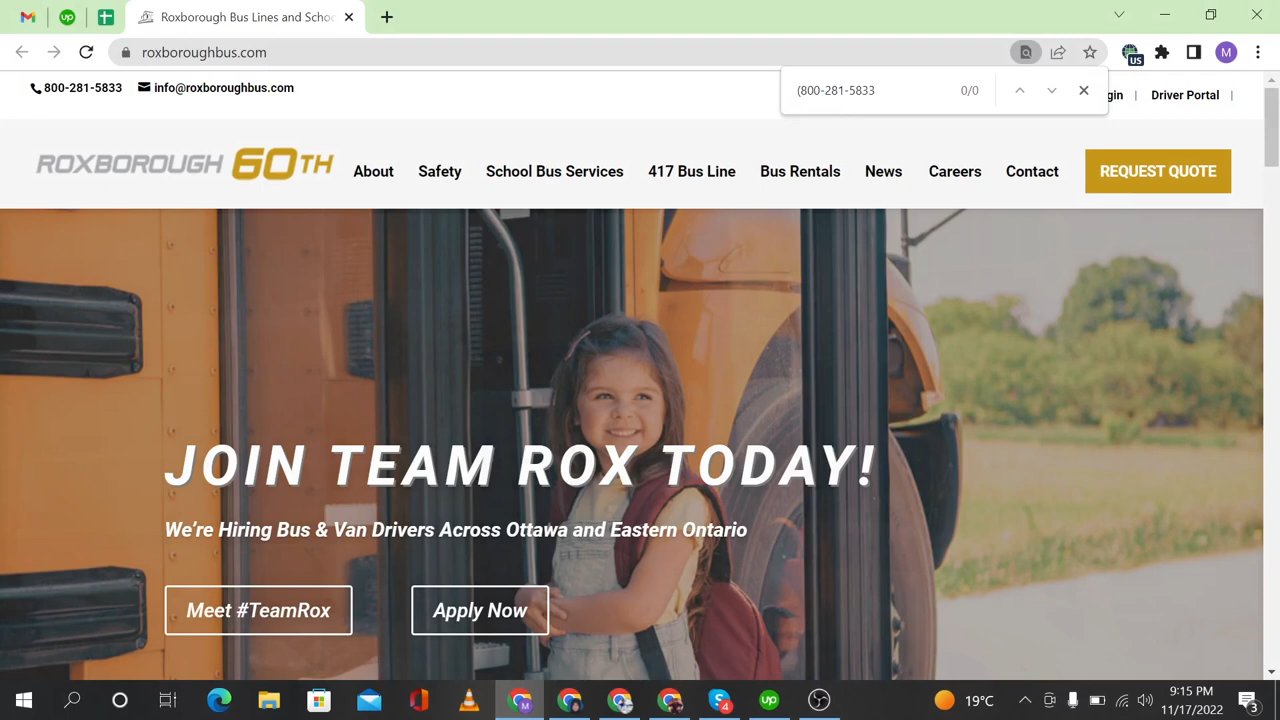 Roxborough Bus Lines and Schoo
roxboroughbus.com
US
M
800-281-5833 info@roxboroughbus.com
(800-281-5833 0/0
gin | Driver Portal |
ROXBOROUGH 60TH
About Safety School Bus Services 417 Bus Line Bus Rentals News Careers Contact REQUEST QUOTE
JOIN TEAM ROX TODAY!
We're Hiring Bus & Van Drivers Across Ottawa and Eastern Ontario
Meet #TeamRox Apply Now
19°C
9:15 PM
11/17/2022
4
3